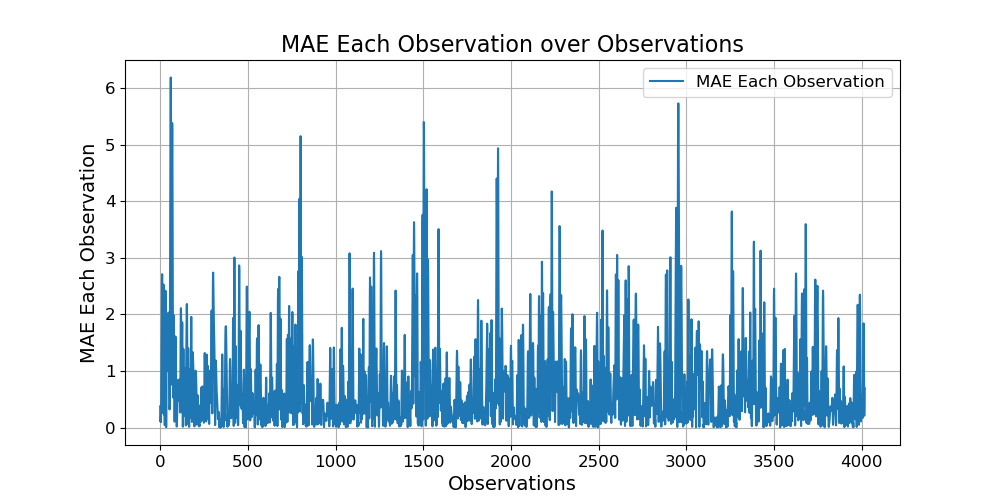 MAE Each Observation over Observations
MAE Each Observation
6
5
4
3
2
1
0
MAE Each Observation
0 500 1000 1500 2000 2500 3000 3500 4000
Observations